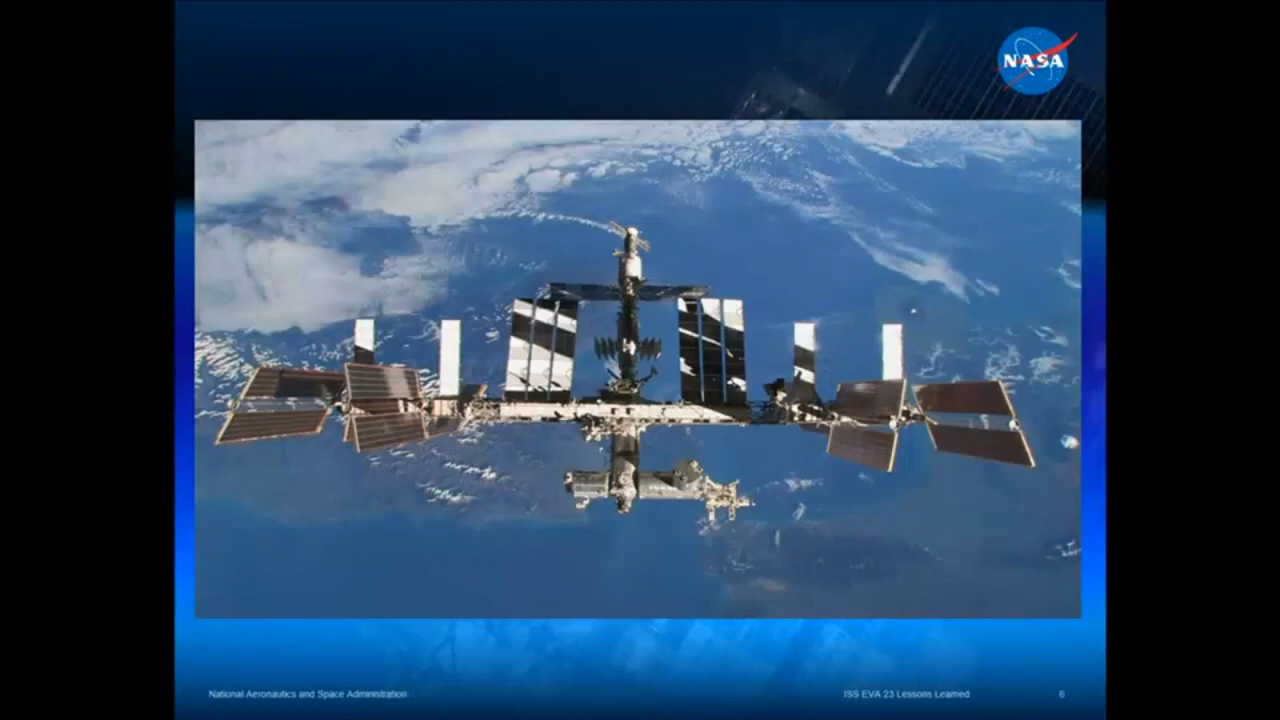 NASA
National Aeronautics and Space Administration
ISS EVA 23 Lessons Learned
6